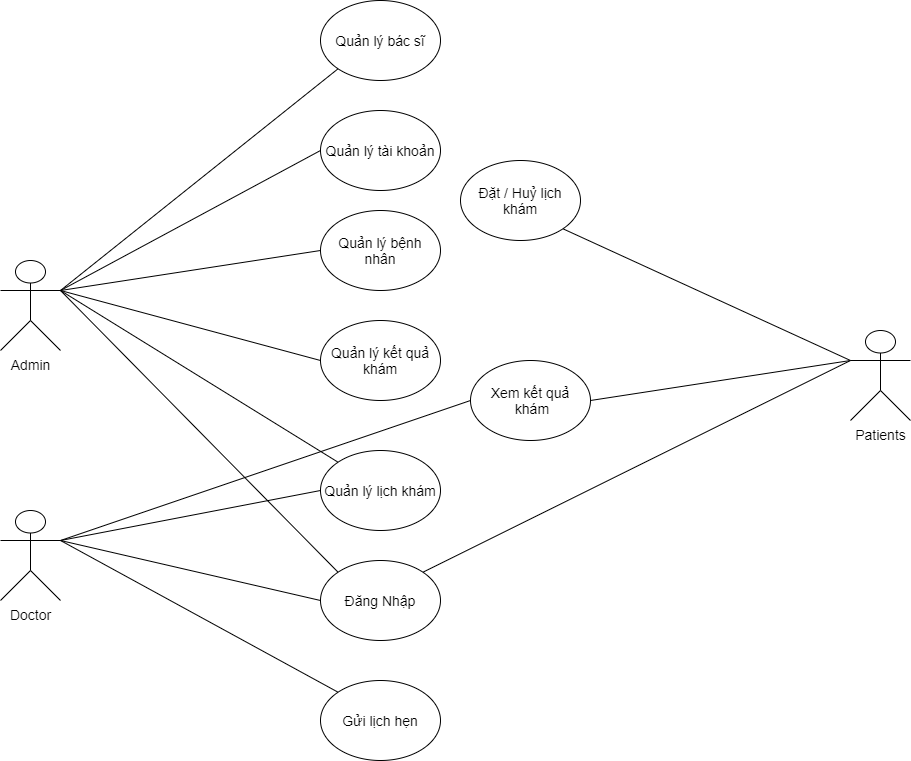 Quản lý bác sĩ
Quản lý tài khoản
Đặt / Huỷ lịch
khám
Quản lý bệnh
nhân
Admin
Quản lý kết quả
khám
Xem kết quả
khám
Patients
Quản lý lịch khám
Doctor
Đăng Nhập
Gửi lịch hẹn